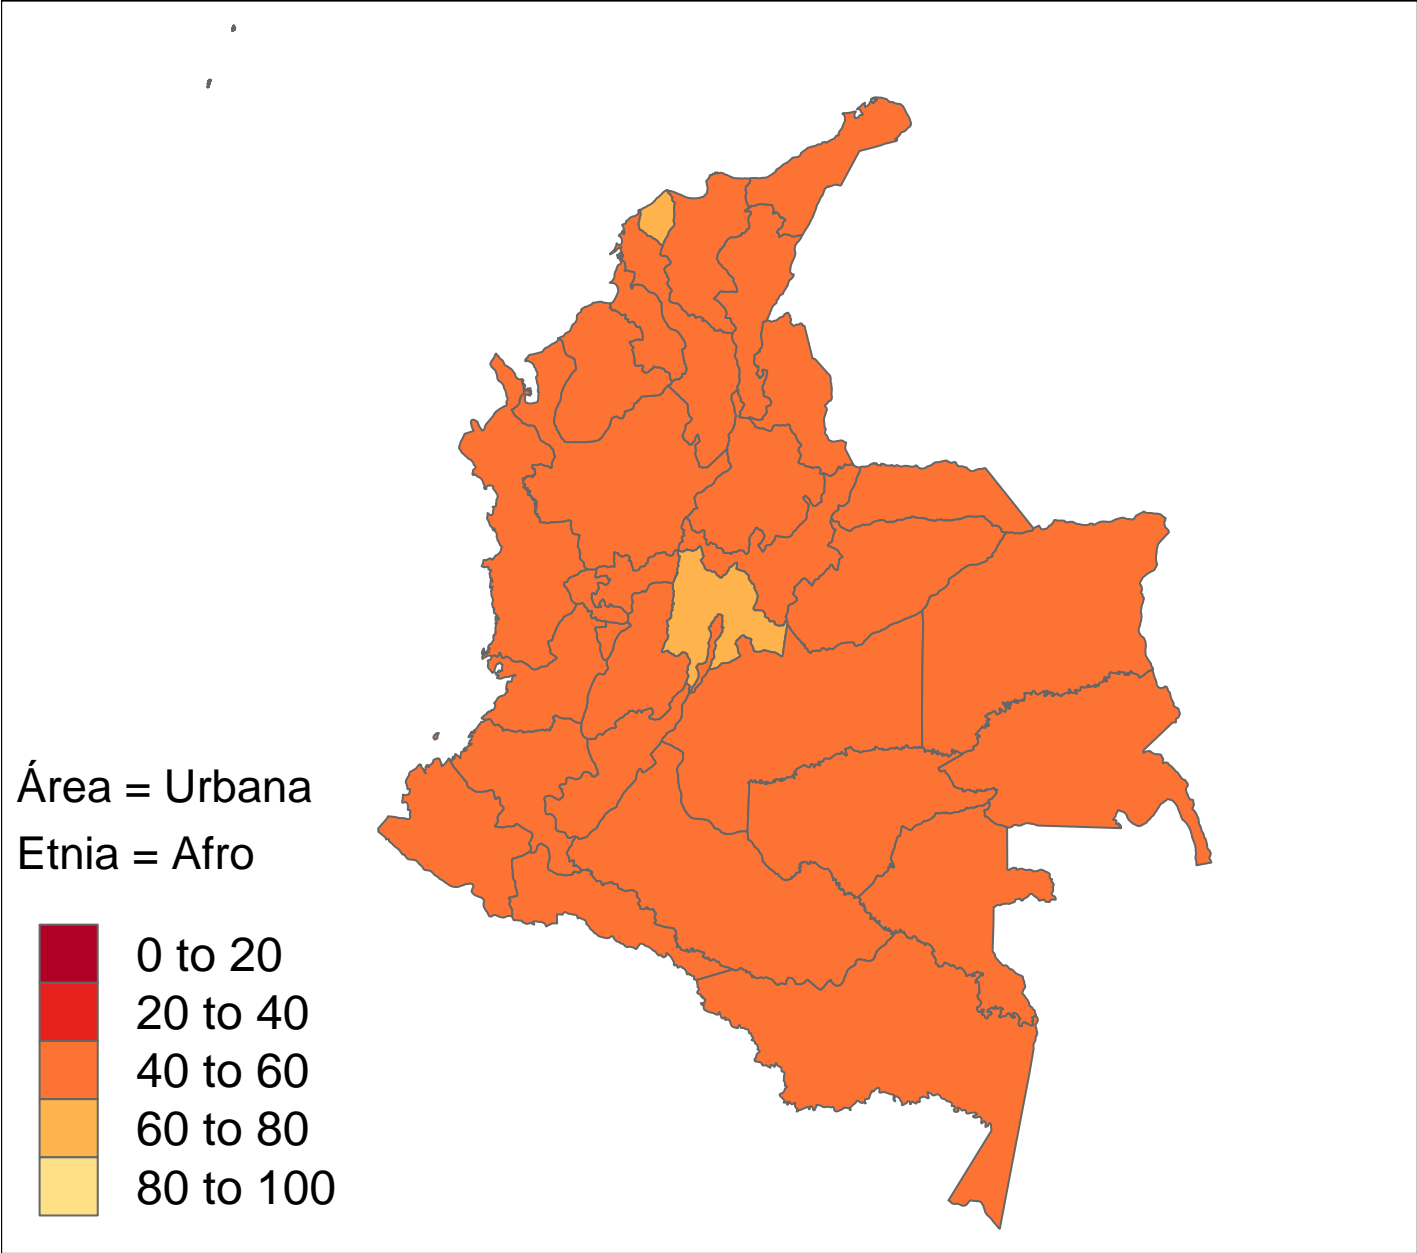 Área = Urbana
Etnia = Afro
0 to 20
20 to 40
40 to 60
60 to 80
80 to 100